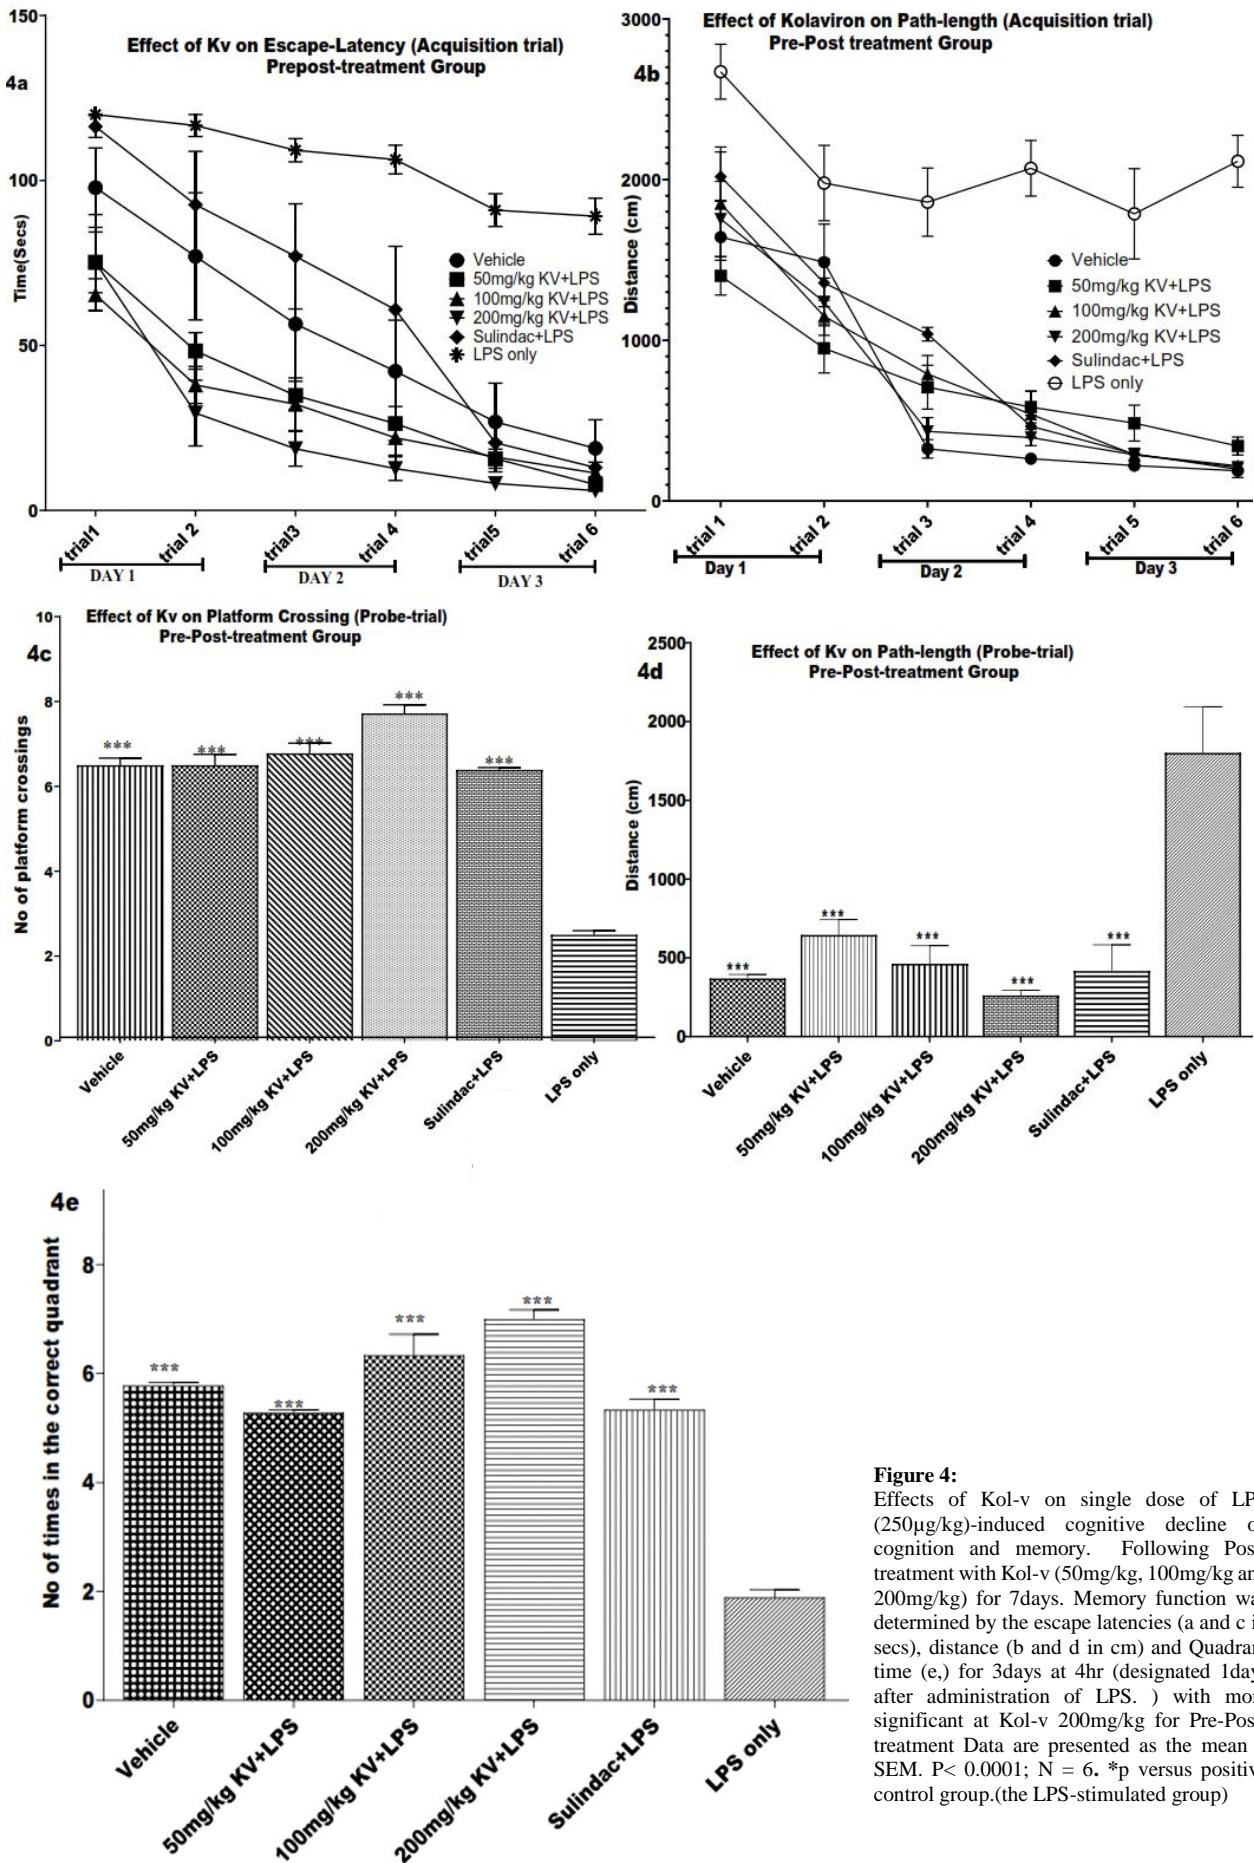 150
Effect of Kv on Escape-Latency (Acquisition trial)
Prepost-treatment Group
4a
100
50
0
Time(Secs)
Vehicle
50mg/kg KV+LPS
100mg/kg KV+LPS
200mg/kg KV+LPS
Sulindac+LPS
LPS only
trial1
trial 2
trial3
trial 4
trial5
trial 6
DAY 1
DAY 2
DAY 3
3000
Effect of Kolaviron on Path-length (Acquisition trial)
Pre-Post treatment Group
4b
2000
1000
0
Distance (cm)
Vehicle
50mg/kg KV+LPS
100mg/kg KV+LPS
200mg/kg KV+LPS
Sulindac+LPS
LPS only
trial 1
trial 2
trial 3
trial 4
trial 5
trial 6
Day 1
Day 2
Day 3
Effect of Kv on Platform Crossing (Probe-trial)
Pre-Post-treatment Group
4c
10
8
6
4
2
0
No of platform crossings
***
***
***
***
***
Vehicle
50mg/kg KV+LPS
100mg/kg KV+LPS
200mg/kg KV+LPS
Sulindac+LPS
LPS only
Effect of Kv on Path-length (Probe-trial)
Pre-Post-treatment Group
4d
2500
2000
1500
1000
500
0
Distance (cm)
***
***
***
***
***
Vehicle
50mg/kg KV+LPS
100mg/kg KV+LPS
200mg/kg KV+LPS
Sulindac+LPS
LPS only
4e
8
6
4
2
0
No of times in the correct quadrant
***
***
***
***
***
Vehicle
50mg/kg KV+LPS
100mg/kg KV+LPS
200mg/kg KV+LPS
Sulindac+LPS
LPS only
Figure 4:
Effects of Kol-v on single dose of LP
(250µg/kg)-induced cognitive decline o
cognition and memory. Following Pos
treatment with Kol-v (50mg/kg, 100mg/kg an
200mg/kg) for 7days. Memory function wa
determined by the escape latencies (a and c i
secs), distance (b and d in cm) and Quadran
time (e,) for 3days at 4hr (designated 1day
after administration of LPS. ) with mor
significant at Kol-v 200mg/kg for Pre-Pos
treatment Data are presented as the mean
SEM. P< 0.0001; N = 6. *p versus positiv
control group.(the LPS-stimulated group)